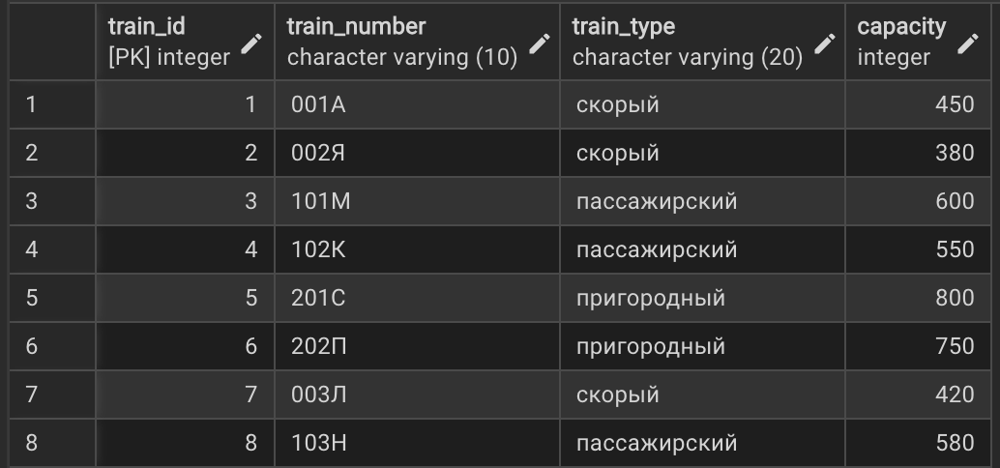 train_id train_number train_type capacity
[PK] integer character varying (10) character varying (20) integer
1 1 001А скорый 450
2 2 002Я скорый 380
3 3 101М пассажирский 600
4 4 102К пассажирский 550
5 5 201С пригородный 800
6 6 202П пригородный 750
7 7 003Л скорый 420
8 8 103Н пассажирский 580